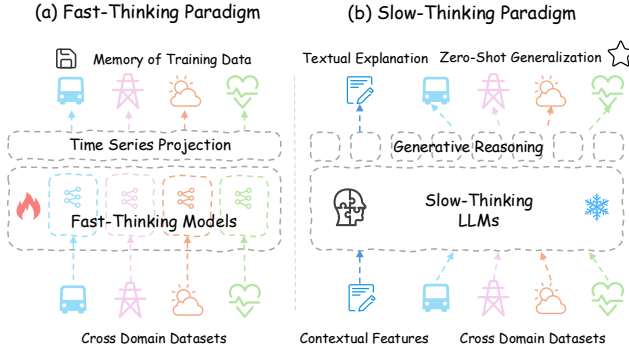 (a) Fast-Thinking Paradigm
Memory of Training Data
Time Series Projection
Fast-Thinking Models
Cross Domain Datasets
(b) Slow-Thinking Paradigm
Textual Explanation
Zero-Shot Generalization
Generative Reasoning
Slow-Thinking
LLMs
Contextual Features
Cross Domain Datasets